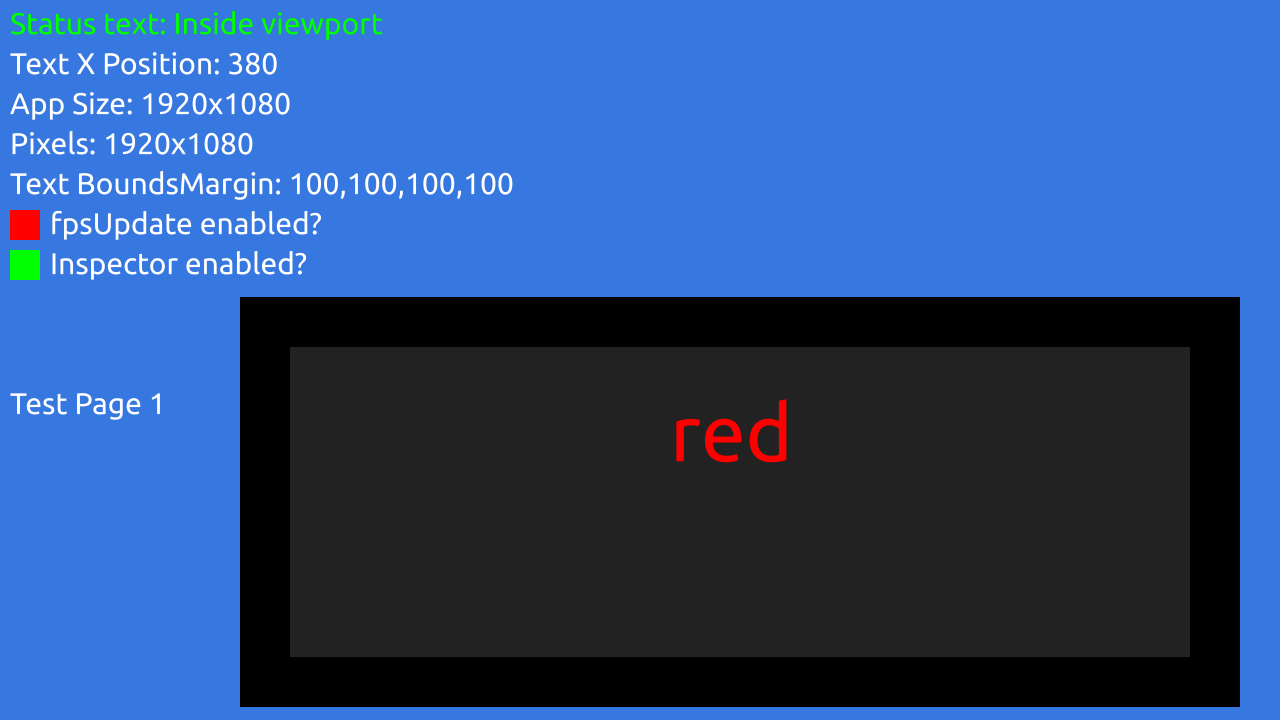 Status text: Inside viewport
Text X Position: 380
App Size: 1920x1080
Pixels: 1920x1080
Text BoundsMargin: 100,100,100,100
fpsUpdate enabled?
Inspector enabled?
Test Page 1
red